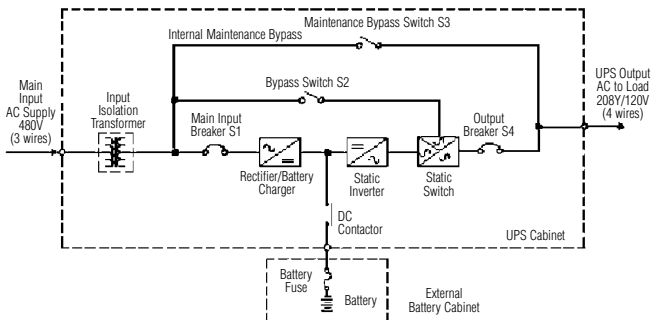 Maintenance Bypass Switch S3
Internal Maintenance Bypass
Main
Input
AC Supply
480V
(3 wires)
Input
Isolation
Transformer
Bypass Switch S2
Main Input
Breaker S1
Output
Breaker S4
UPS Output
AC to Load
208Y/120V
(4 wires)
Rectifier/Battery
Charger
Static
Inverter
Static
Switch
DC
Contactor
UPS Cabinet
Battery
Fuse
Battery
External
Battery Cabinet